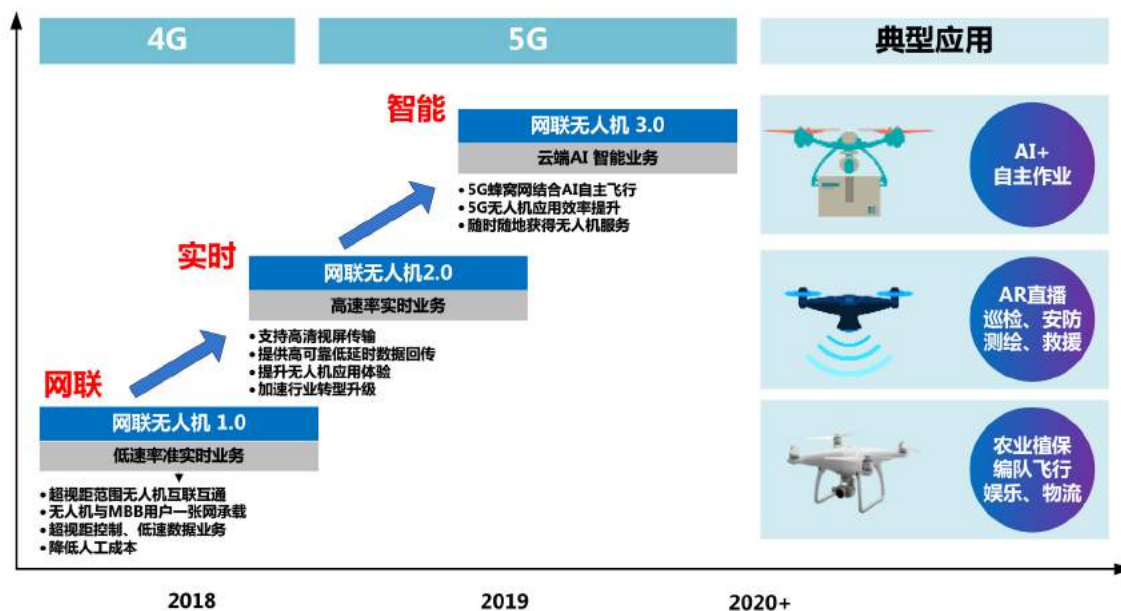 4G
5G
典型应用
智能
网联无人机 3.0
云端AI 智能业务
•5G蜂窝网结合AI自主飞行
•5G无人机应用效率提升
•随时随地获得无人机服务
AI+
自主作业
实时
网联无人机2.0
高速率实时业务
•支持高清视屏传输
•提供高可靠低延时数据回传
•提升无人机应用体验
•加速行业转型升级
AR直播
巡检、安防
测绘、救援
网联
网联无人机 1.0
低速率准实时业务
•超视距范围无人机互联互通
•无人机与MBB用户一张网承载
•超视距控制、低速数据业务
•降低人工成本
农业植保
编队飞行
娱乐、物流
2018
2019
2020+